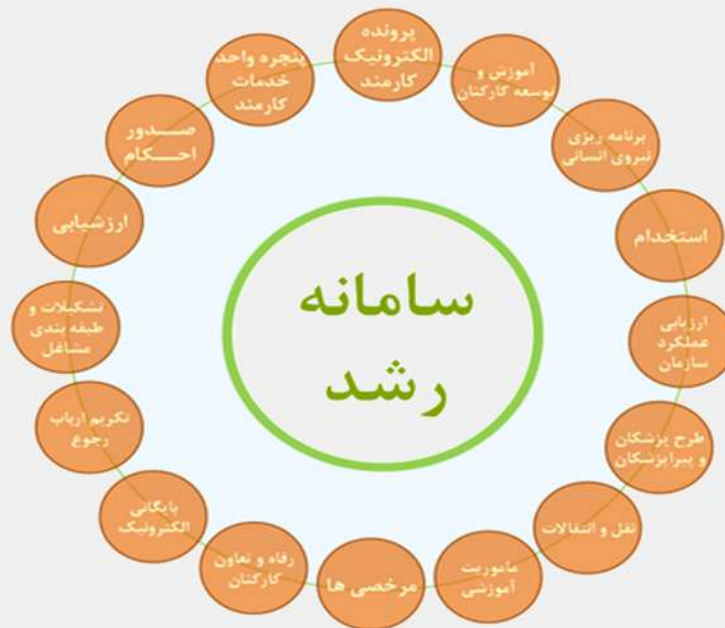 سامانه
رشد
پرونده
الکترونیک
کارمند
آموزش و
توسعه کارکنان
برنامه ریزی
نیروی انسانی
استخدام
ارزیابی
عملکرد
سازمان
طرح پزشکان
و پیراپزشکان
نقل و انتقالات
ماموریت
آموزشی
مرخصی ها
رفاه و تعاون
کارکنان
بایگانی
الکترونیک
تکریم ارباب
رجوع
تشکیلات و
طبقه بندی
مشاغل
ارزشیابی
صدور
احکام
پنجره واحد
خدمات
کارمند